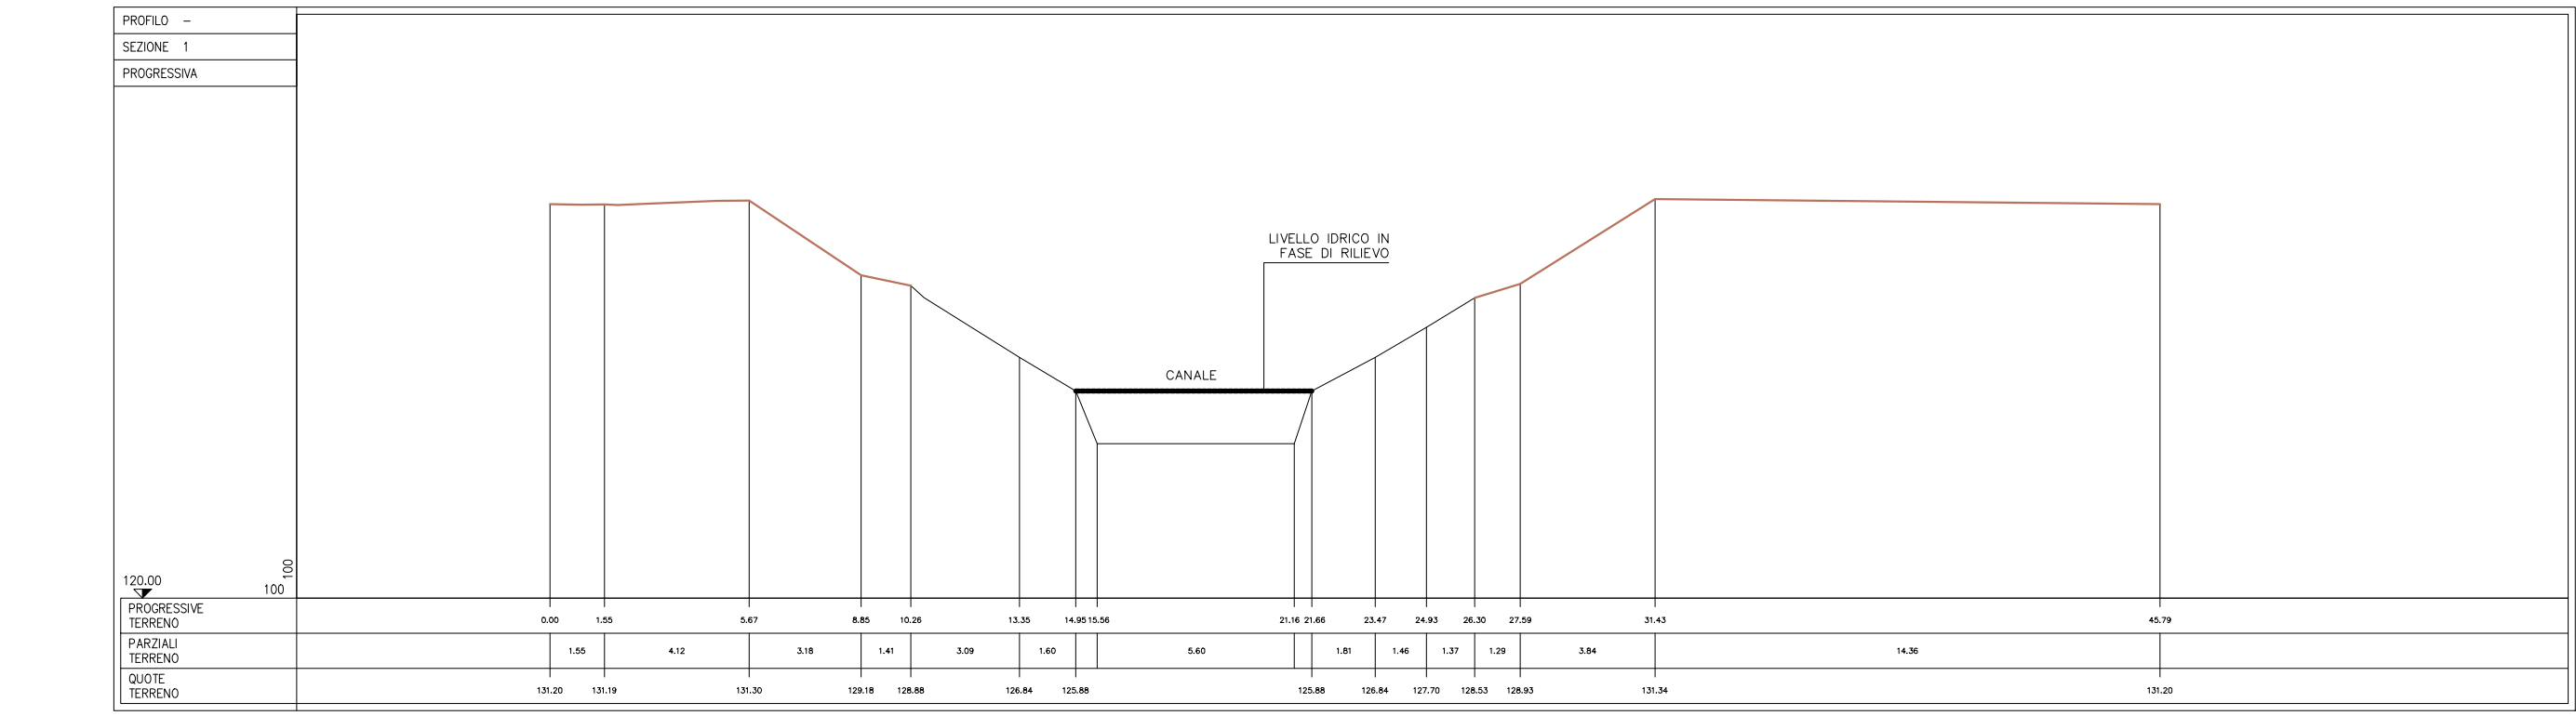 PROFILO -
SEZIONE 1
PROGRESSIVA
LIVELLO IDRICO IN
FASE DI RILIEVO
CANALE
100
120.00
100
PROGRESSIVE
TERRENO
0.00 1.55 5.67 8.85 10.26 13.35 14.95 15.56 21.16 21.66 23.47 24.93 26.30 27.59 31.43 45.79
PARZIALI
TERRENO
1.55 4.12 3.18 1.41 3.09 1.60 5.60 1.81 1.46 1.37 1.29 3.84 14.36
QUOTE
TERRENO
131.20 131.19 131.30 129.18 128.88 126.84 125.88 125.88 126.84 127.70 128.53 128.93 131.34 131.20